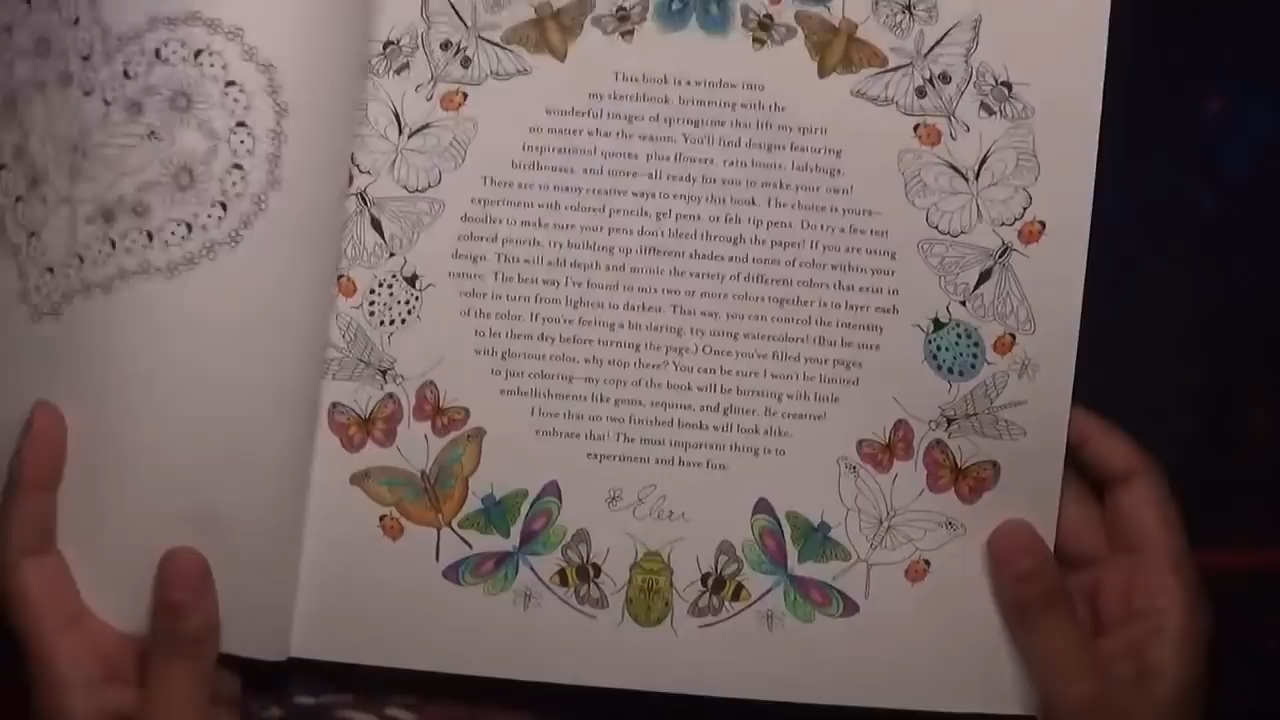 This book is a window into
my sketchbook: brimming with the
wonderful images of springtime that lift my spirit
no matter what the season. You'll find designs featuring
inspirational quotes, plus flowers, rain boots, ladybugs,
birdhouses, and more—all ready for you to make your own!
There are so many creative ways to enjoy this book. The choice is yours—
experiment with colored pencils, gel pens, or felt tip pens. Do try a few test
doodles to make sure your pens don't bleed through the paper! If you are using
colored pencils, try building up different shades and tones of color within your
design. This will add depth and mimic the variety of different colors that exist in
nature. The best way I've found to mix two or more colors together is to layer each
color in turn from lightest to darkest. That way, you can control the intensity
of the color. If you're feeling a bit daring, try using watercolors! (But be sure
to let them dry before turning the page.) Once you've filled your pages
with glorious color, why stop there? You can be sure I won't be limited
to just coloring—my copy of the book will be bursting with little
embellishments like gems, sequins, and glitter. Be creative!
I love that no two finished books will look alike,
embrace that! The most important thing is to
experiment and have fun.
Eleri